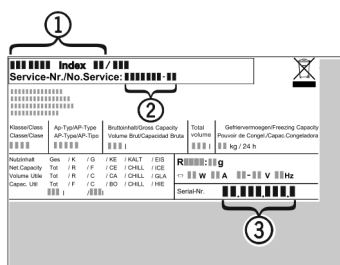 1
Index /
Service-Nr./No.Service: -
2
Klasse/Class Ap-Typ/AP-Type Bruttoinhalt/Gross Capacity Total Gefriervermoegen/Freezing Capacity
Classe/Clase AP-Type/AP-Tipo Volume Brut/Capacidad Bruta volume Pouvoir de Congel./Capac.Congeladora
l l kg / 24 h
Nutzinhalt Ges / K / G / KE / KALT / EIS
Net.Capacity Tot / R / F / CE / CHILL / ICE
Volume Utile Tot / R / C / CA / CHILL / GLA
Capac. Util Tot / F / C / BO / CHILL / HIE
l / l
R : g
W A - V Hz
Serial-Nr. . . .
3